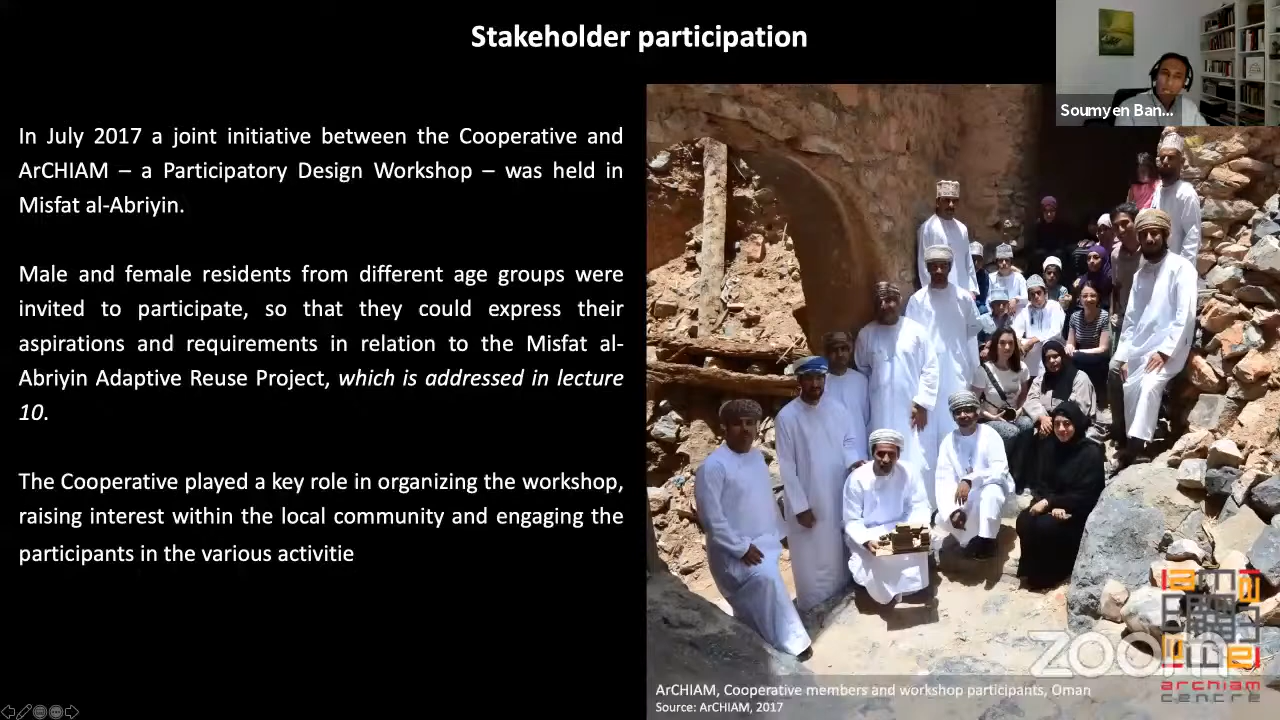 Stakeholder participation
Soumyen Ban...
In July 2017 a joint initiative between the Cooperative and
ArCHIAM – a Participatory Design Workshop – was held in
Misfat al-Abriyin.
Male and female residents from different age groups were
invited to participate, so that they could express their
aspirations and requirements in relation to the Misfat al-
Abriyin Adaptive Reuse Project, which is addressed in lecture
10.
The Cooperative played a key role in organizing the workshop,
raising interest within the local community and engaging the
participants in the various activitie
ArCHIAM, Cooperative members and workshop participants, Oman
Source: ArCHIAM, 2017
zoom
archiam
centre